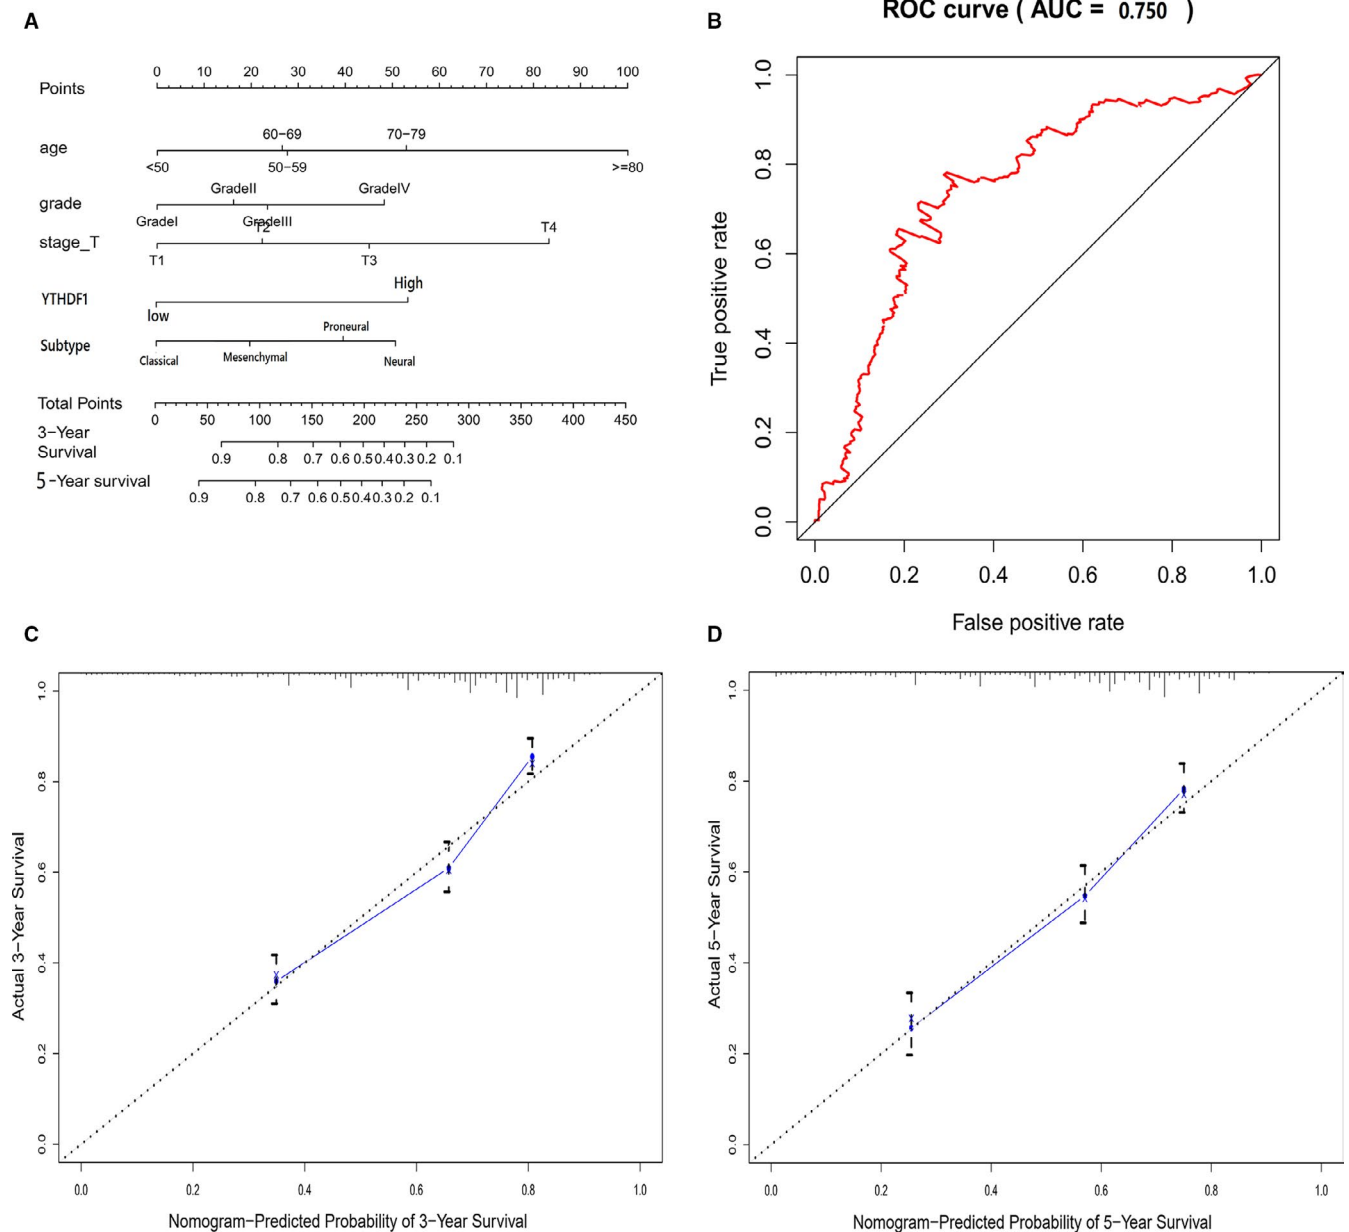 A
Points
0 10 20 30 40 50 60 70 80 90 100
age
60-69 70-79
<50 50-59 >=80
grade
GradeII GradeIV
GradeI GradeIII
stage_T
T2 T4
T1 T3
YTHDF1
High
low
Subtype
Proneural
Classical Mesenchymal Neural
Total Points
0 50 100 150 200 250 300 350 400 450
3-Year
Survival
0.9 0.8 0.7 0.6 0.5 0.4 0.3 0.2 0.1
5-Year survival
0.9 0.8 0.7 0.6 0.5 0.4 0.3 0.2 0.1
B
ROC curve ( AUC = 0.750 )
True positive rate
1.0
0.8
0.6
0.4
0.2
0.0
0.0 0.2 0.4 0.6 0.8 1.0
False positive rate
C
Actual 3-Year Survival
1.0
0.8
0.6
0.4
0.2
0.0
0.0 0.2 0.4 0.6 0.8 1.0
Nomogram-Predicted Probability of 3-Year Survival
D
Actual 5-Year Survival
1.0
0.8
0.6
0.4
0.2
0.0
0.0 0.2 0.4 0.6 0.8 1.0
Nomogram-Predicted Probability of 5-Year Survival